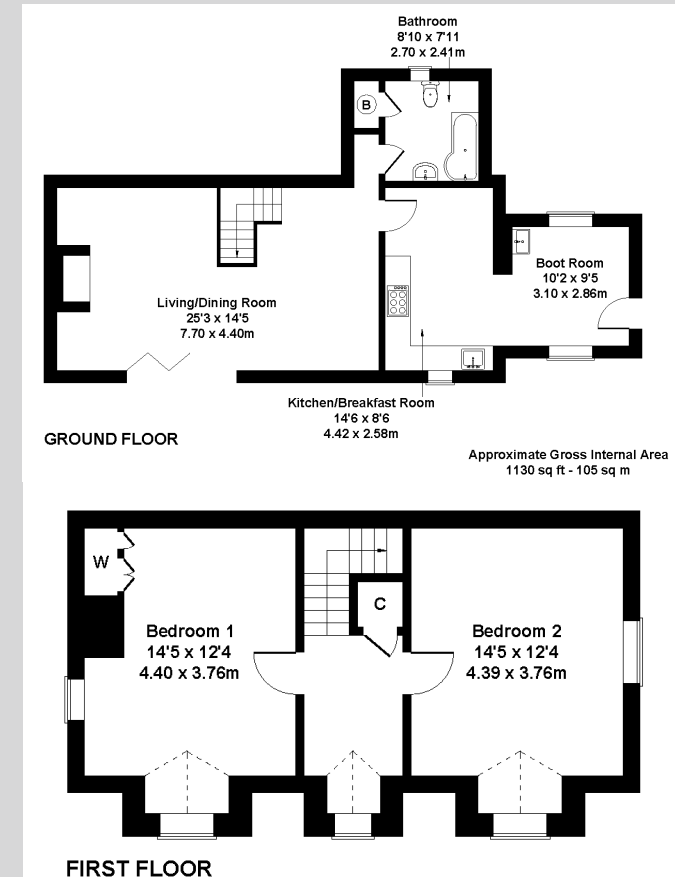 Bathroom
8'10 x 7'11
2.70 x 2.41m
B
Boot Room
10'2 x 9'5
3.10 x 2.86m
Living/Dining Room
25'3 x 14'5
7.70 x 4.40m
Kitchen/Breakfast Room
14'6 x 8'6
4.42 x 2.58m
GROUND FLOOR
Approximate Gross Internal Area
1130 sq ft - 105 sq m
W
C
Bedroom 1
14'5 x 12'4
4.40 x 3.76m
Bedroom 2
14'5 x 12'4
4.39 x 3.76m
FIRST FLOOR